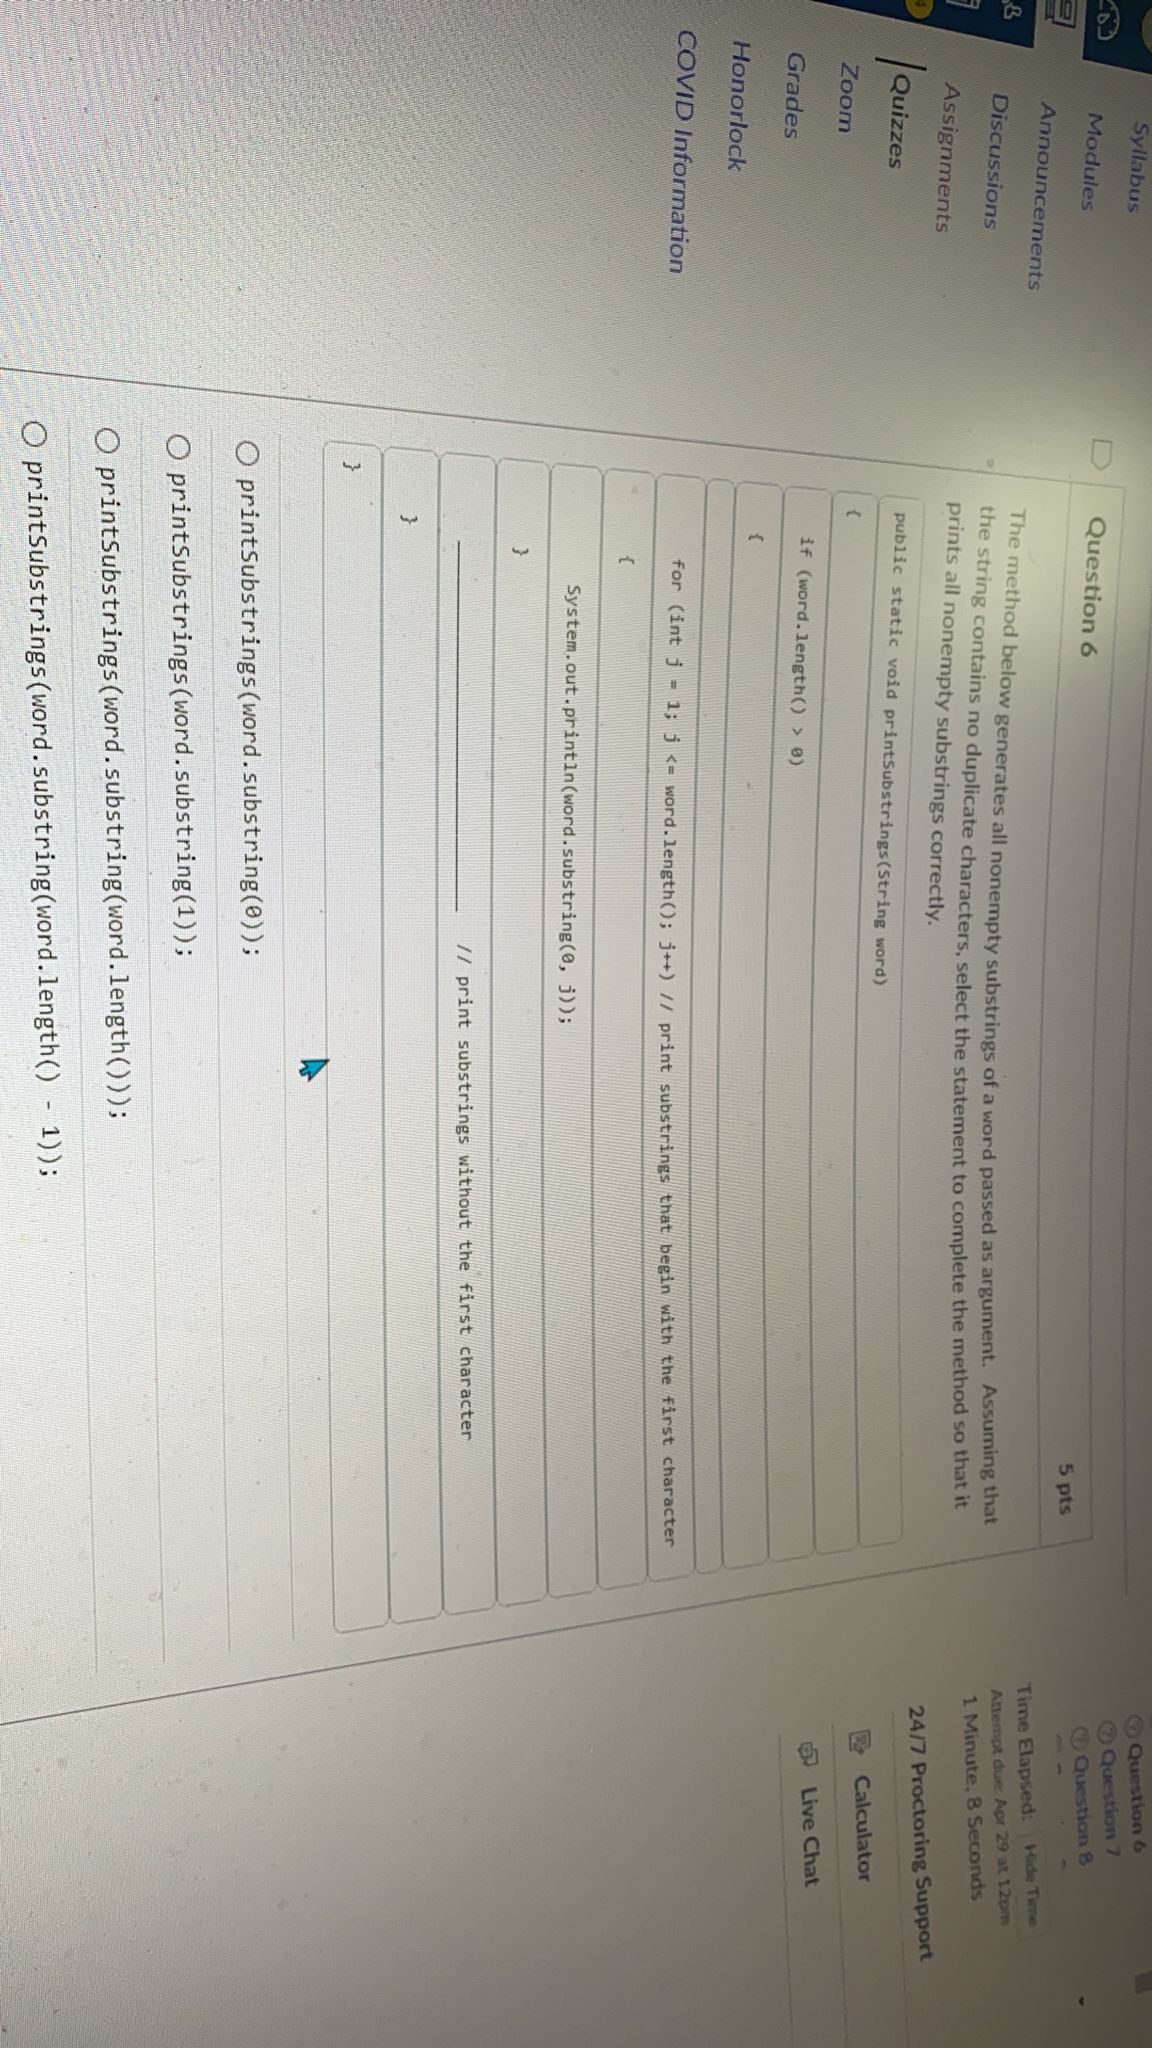 Syllabus
Modules
Announcements
Discussions
Assignments
Quizzes
Zoom
Grades
Honorlock
COVID Information
4
Question 6
5 pts
The method below generates all nonempty substrings of a word passed as argument. Assuming that
the string contains no duplicate characters, select the statement to complete the method so that it
prints all nonempty substrings correctly.
public static void printSubstrings(String word)
{
if (word.length() > 0)
{
for (int j = 1; j <= word.length(); j++) // print substrings that begin with the first character
{
System.out.println(word.substring(0, j));
}
____________________ // print substrings without the first character
}
}
printSubstrings(word.substring(0));
printSubstrings(word.substring(1));
printSubstrings(word.substring(word.length()));
printSubstrings(word.substring(word.length() - 1));
Question 6
Question 7
Question 8
Time Elapsed: Hide Time
Attempt due: Apr 29 at 12pm
1 Minute, 8 Seconds
24/7 Proctoring Support
Calculator
Live Chat